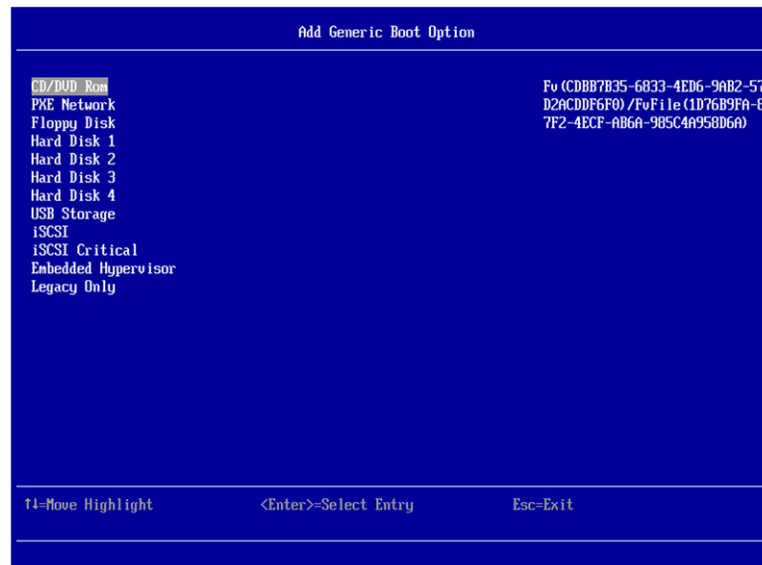 Add Generic Boot Option
CD/DVD Rom
PXE Network
Floppy Disk
Hard Disk 1
Hard Disk 2
Hard Disk 3
Hard Disk 4
USB Storage
iSCSI
iSCSI Critical
Embedded Hypervisor
Legacy Only
Fv(CDBB7B35-6833-4ED6-9AB2-57
D2ACDDF6F0)/FvFile(1D76B9FA-8
7F2-4ECF-AB6A-985C4A958D6A)
↑↓=Move Highlight
<Enter>=Select Entry
Esc=Exit